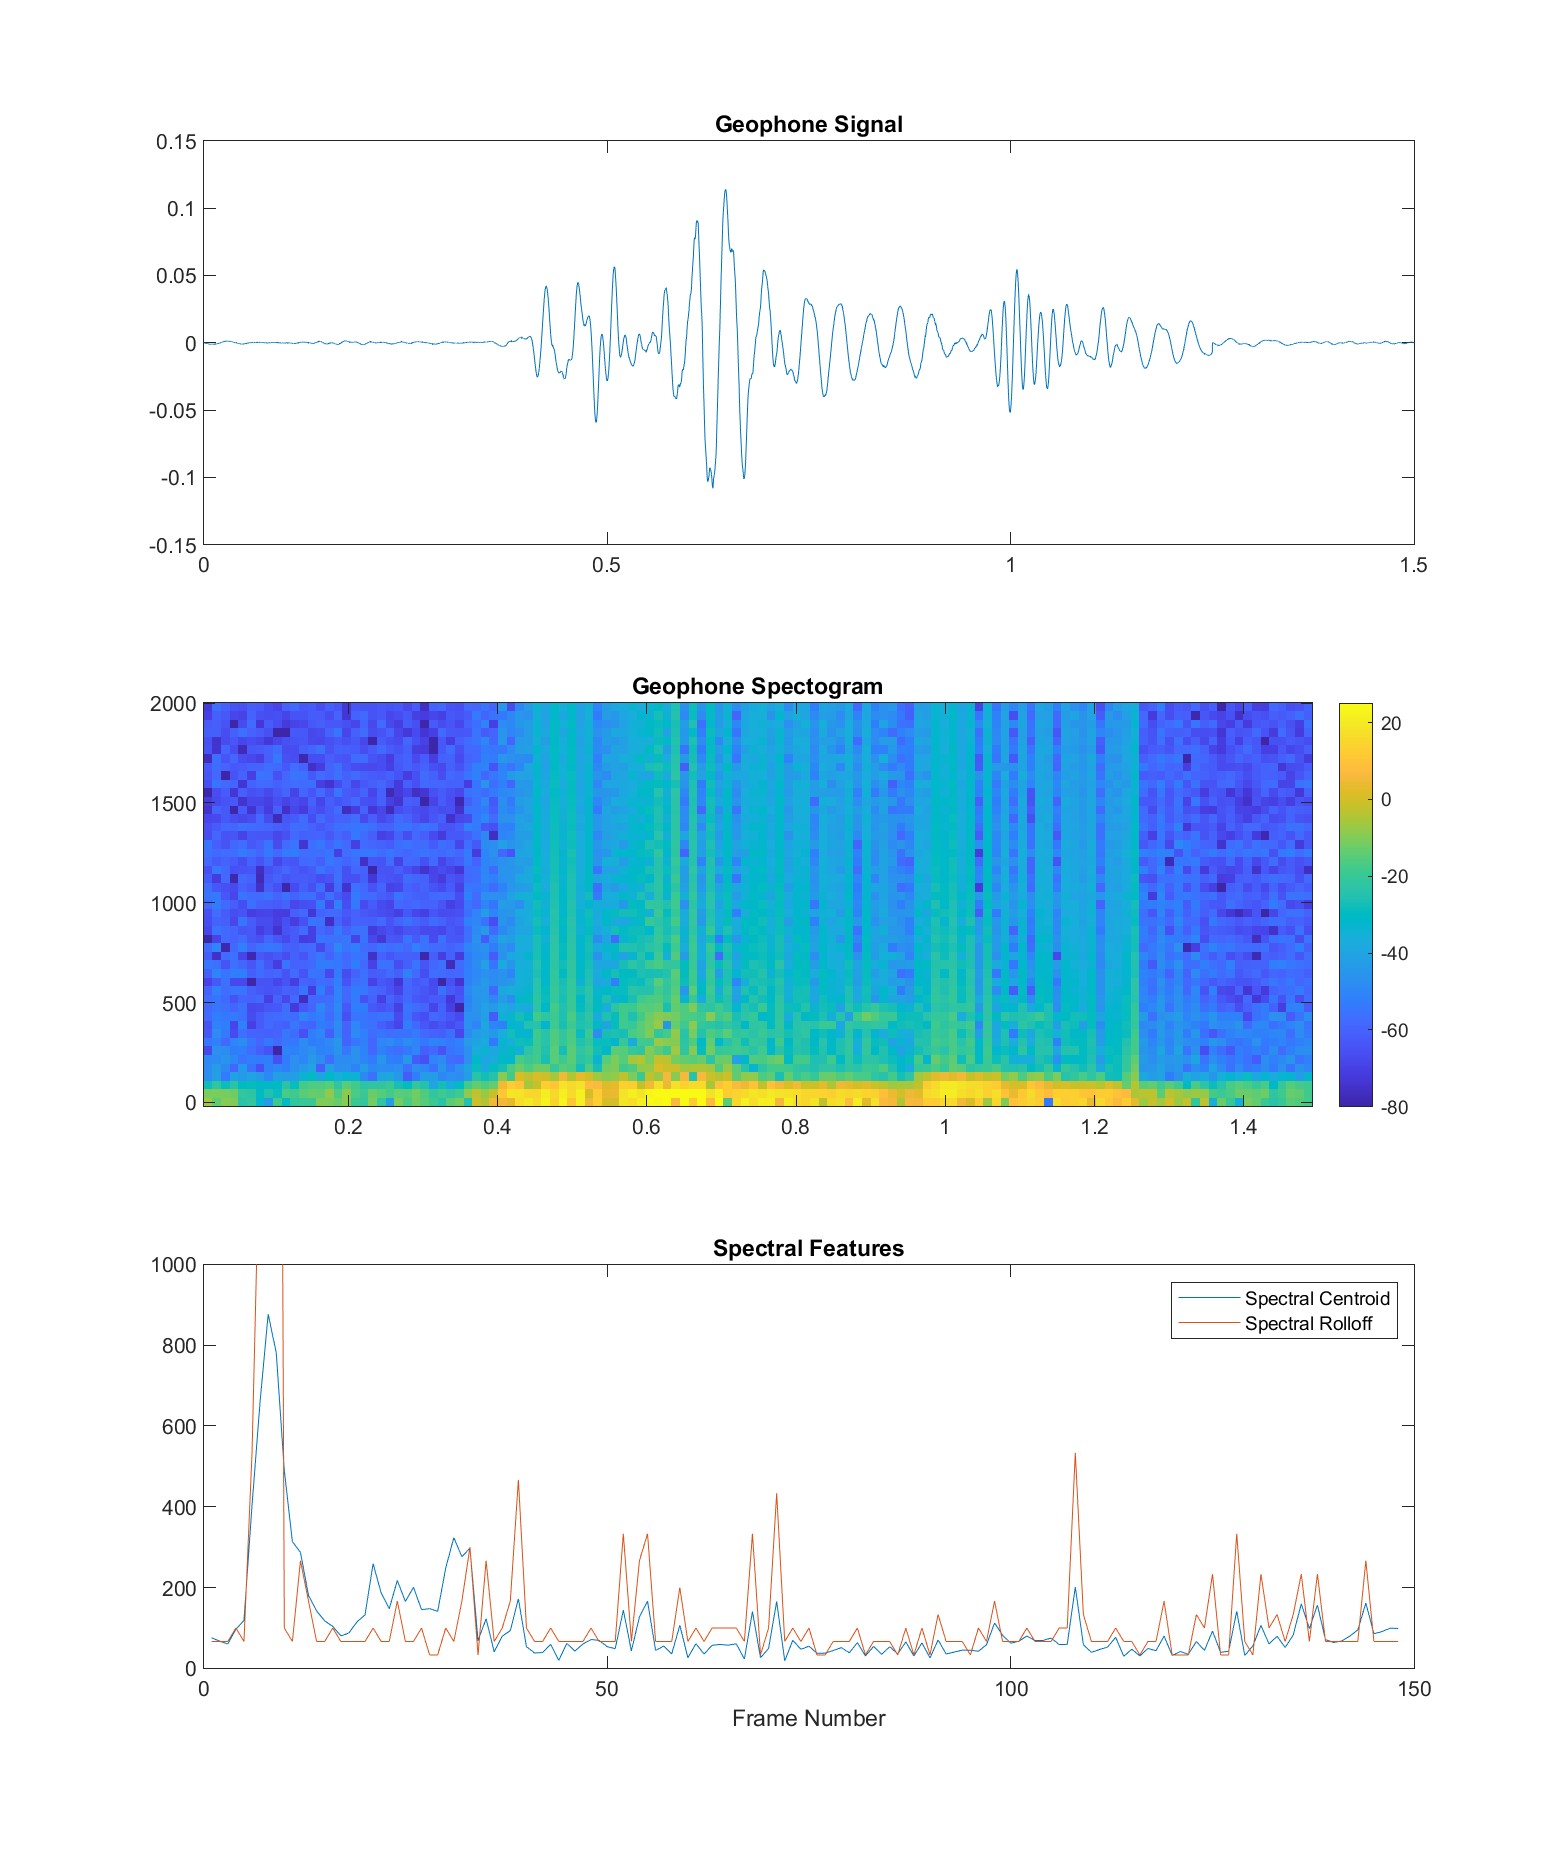 Geophone Signal
0.15
0.1
0.05
0
-0.05
-0.1
-0.15
0 0.5 1 1.5
Geophone Spectogram
2000
1500
1000
500
0
20
0
-20
-40
-60
-80
0.2 0.4 0.6 0.8 1 1.2 1.4
Spectral Features
1000
800
600
400
200
0
Spectral Centroid
Spectral Rolloff
0 50 100 150
Frame Number